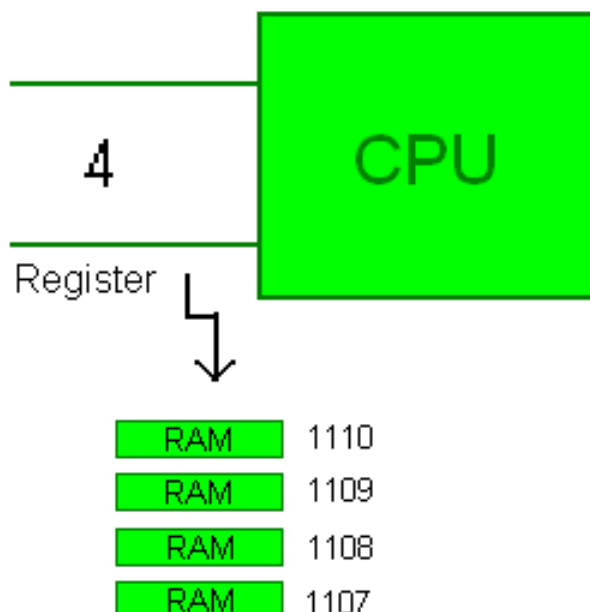 4
CPU
Register
RAM 1110
RAM 1109
RAM 1108
RAM 1107